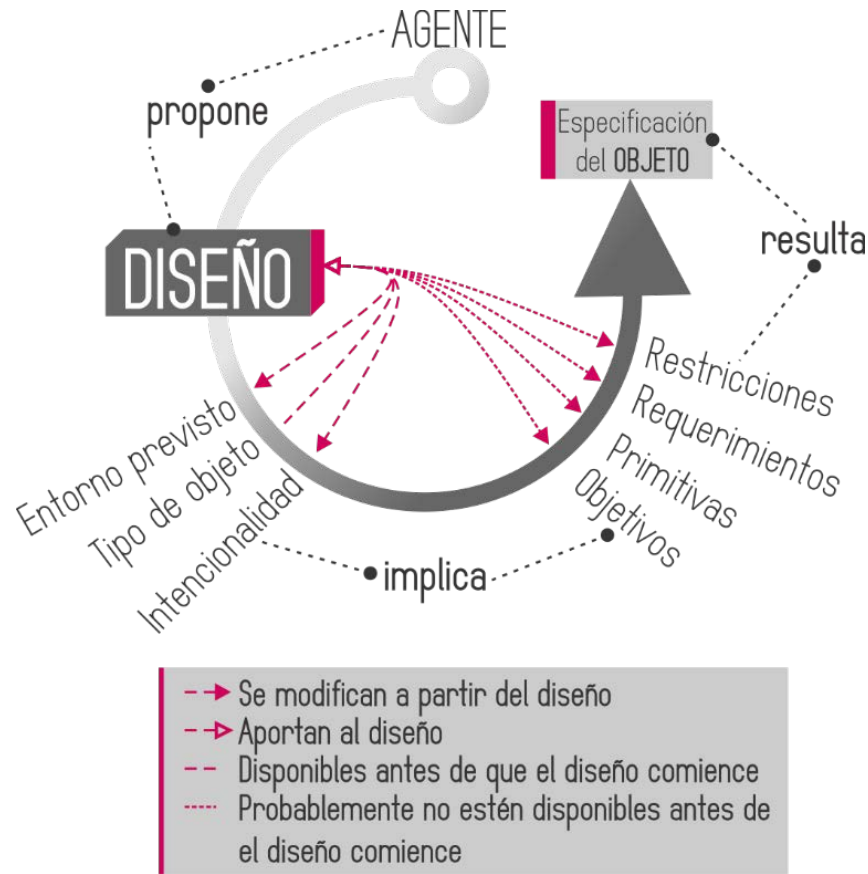 AGENTE
propone
Especificación
del OBJETO
DISEÑO
resulta
Restricciones
Requerimientos
Primitivas
Objetivos
Entorno previsto
Tipo de objeto
Intencionalidad
implica
Se modifican a partir del diseño
Aportan al diseño
Disponibles antes de que el diseño comience
Probablemente no estén disponibles antes de
el diseño comience